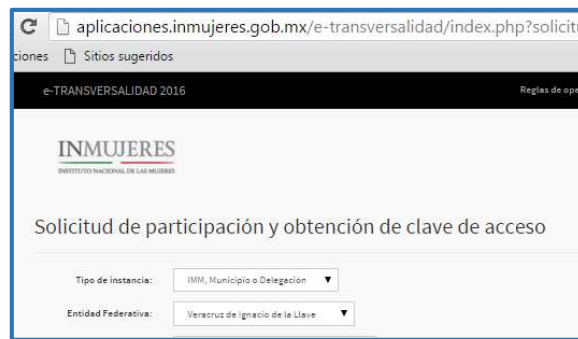 aplicaciones.inmujeres.gob.mx/e-transversalidad/index.php?solicitu
ciones Sitios sugeridos
e-TRANSVERSALIDAD 2016 Reglas de ope
INMUJERES
INSTITUTO NACIONAL DE LAS MUJERES
Solicitud de participación y obtención de clave de acceso
Tipo de instancia: IMM, Municipio o Delegacion
Entidad Federativa: Veracruz de Ignacio de la Llave